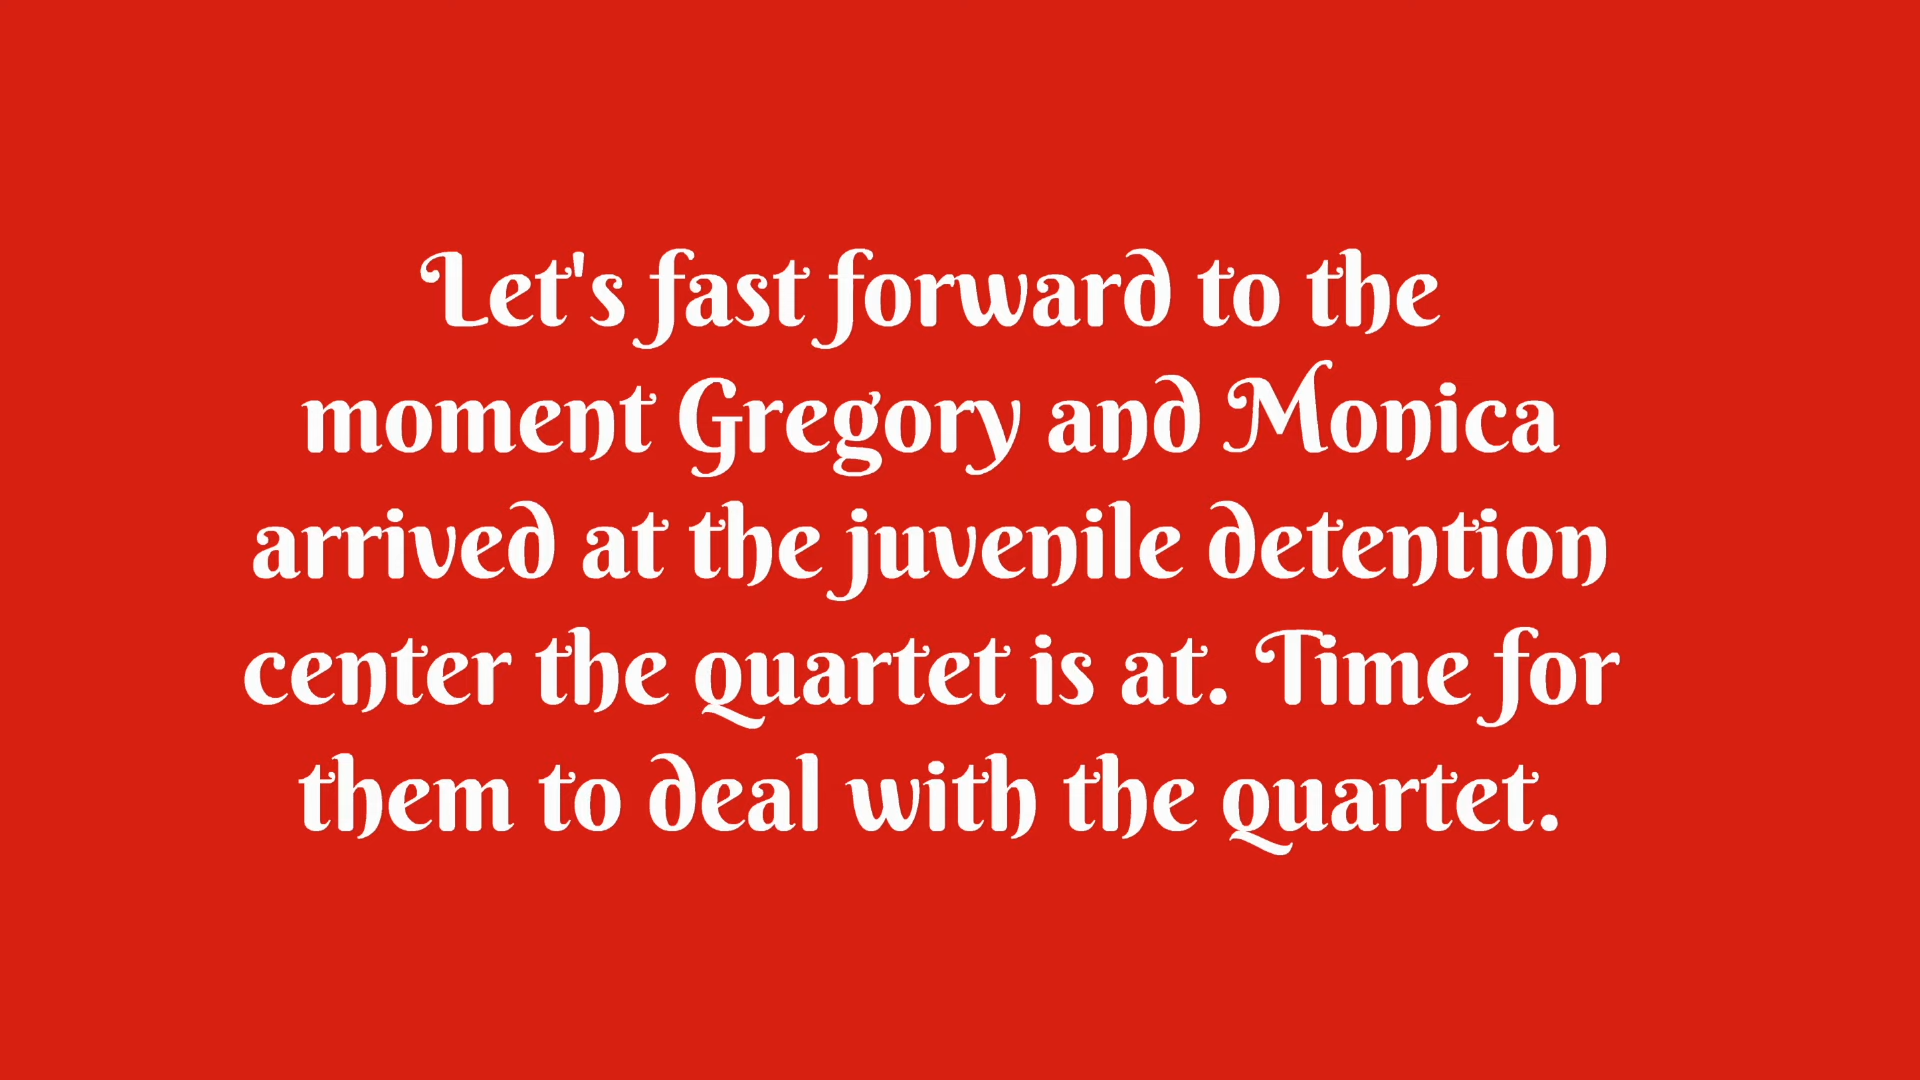 Let's fast forward to the
moment Gregory and Monica
arrived at the juvenile detention
center the quartet is at. Time for
them to deal with the quartet.